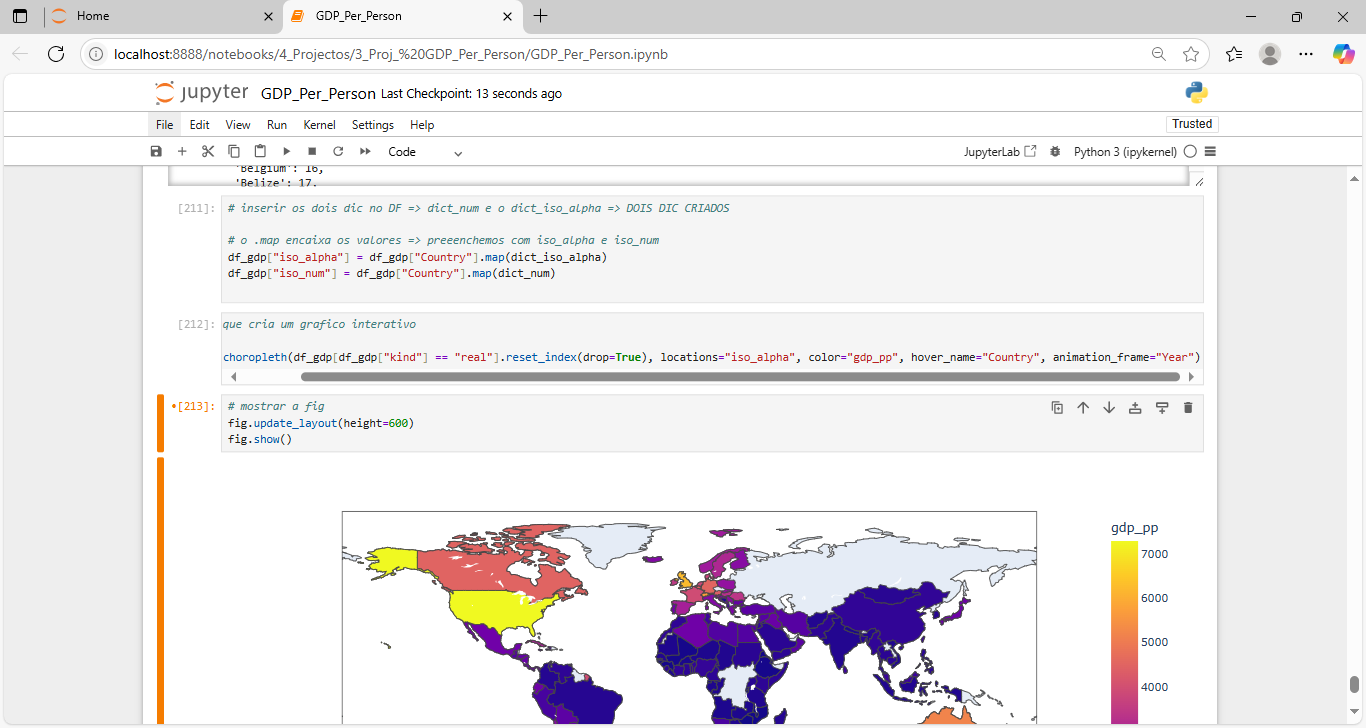 Home
GDP_Per_Person
localhost:8888/notebooks/4_Projectos/3_Proj_%20GDP_Per_Person/GDP_Per_Person.ipynb
jupyter GDP_Per_Person Last Checkpoint: 13 seconds ago
File Edit View Run Kernel Settings Help
Trusted
Code
JupyterLab
Python 3 (ipykernel)
'Belgium': 16,
'Belize': 17,
[211]:
# inserir os dois dic no DF => dict_num e o dict_iso_alpha => DOIS DIC CRIADOS
# o .map encaixa os valores => preeenchemos com iso_alpha e iso_num
df_gdp["iso_alpha"] = df_gdp["Country"].map(dict_iso_alpha)
df_gdp["iso_num"] = df_gdp["Country"].map(dict_num)
[212]:
que cria um grafico interativo
choropleth(df_gdp[df_gdp["kind"] == "real"].reset_index(drop=True), locations="iso_alpha", color="gdp_pp", hover_name="Country", animation_frame="Year")
[213]:
# mostrar a fig
fig.update_layout(height=600)
fig.show()
gdp_pp
7000
6000
5000
4000